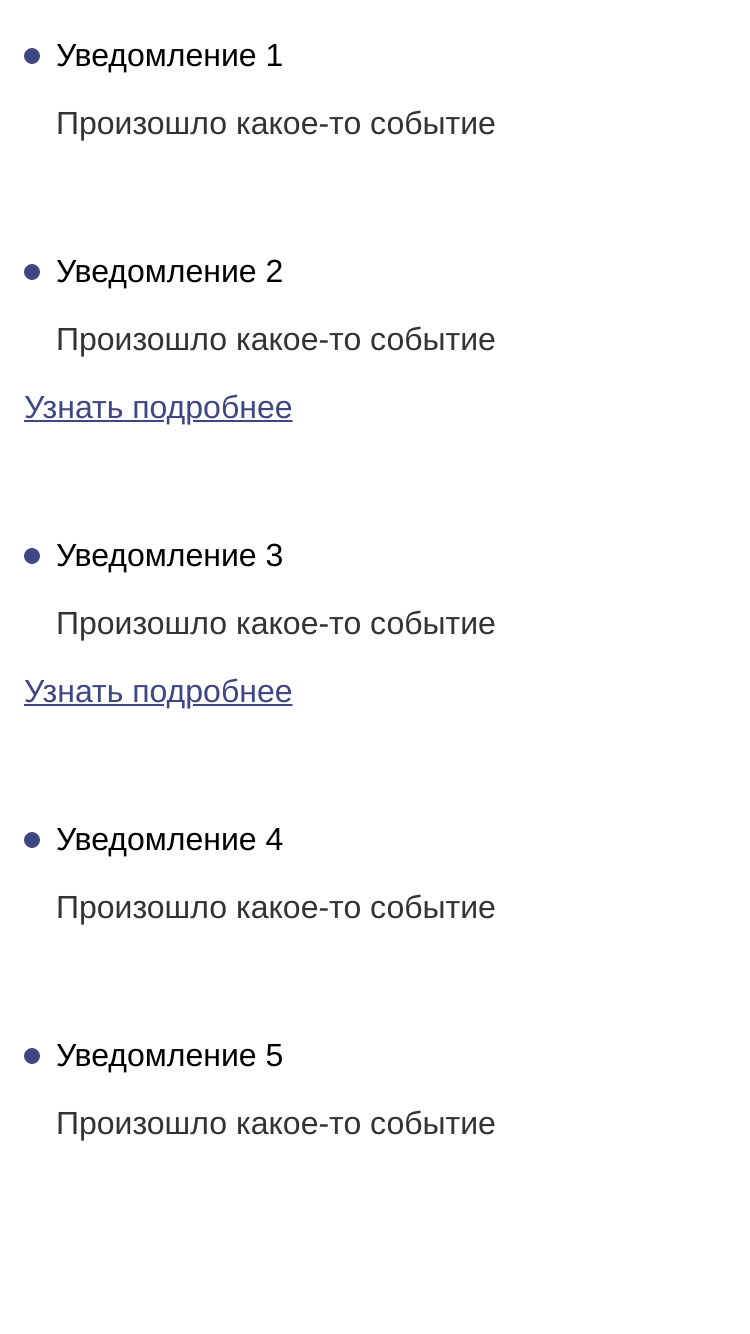 Уведомление 1
Произошло какое-то событие
Уведомление 2
Произошло какое-то событие
Узнать подробнее
Уведомление 3
Произошло какое-то событие
Узнать подробнее
Уведомление 4
Произошло какое-то событие
Уведомление 5
Произошло какое-то событие